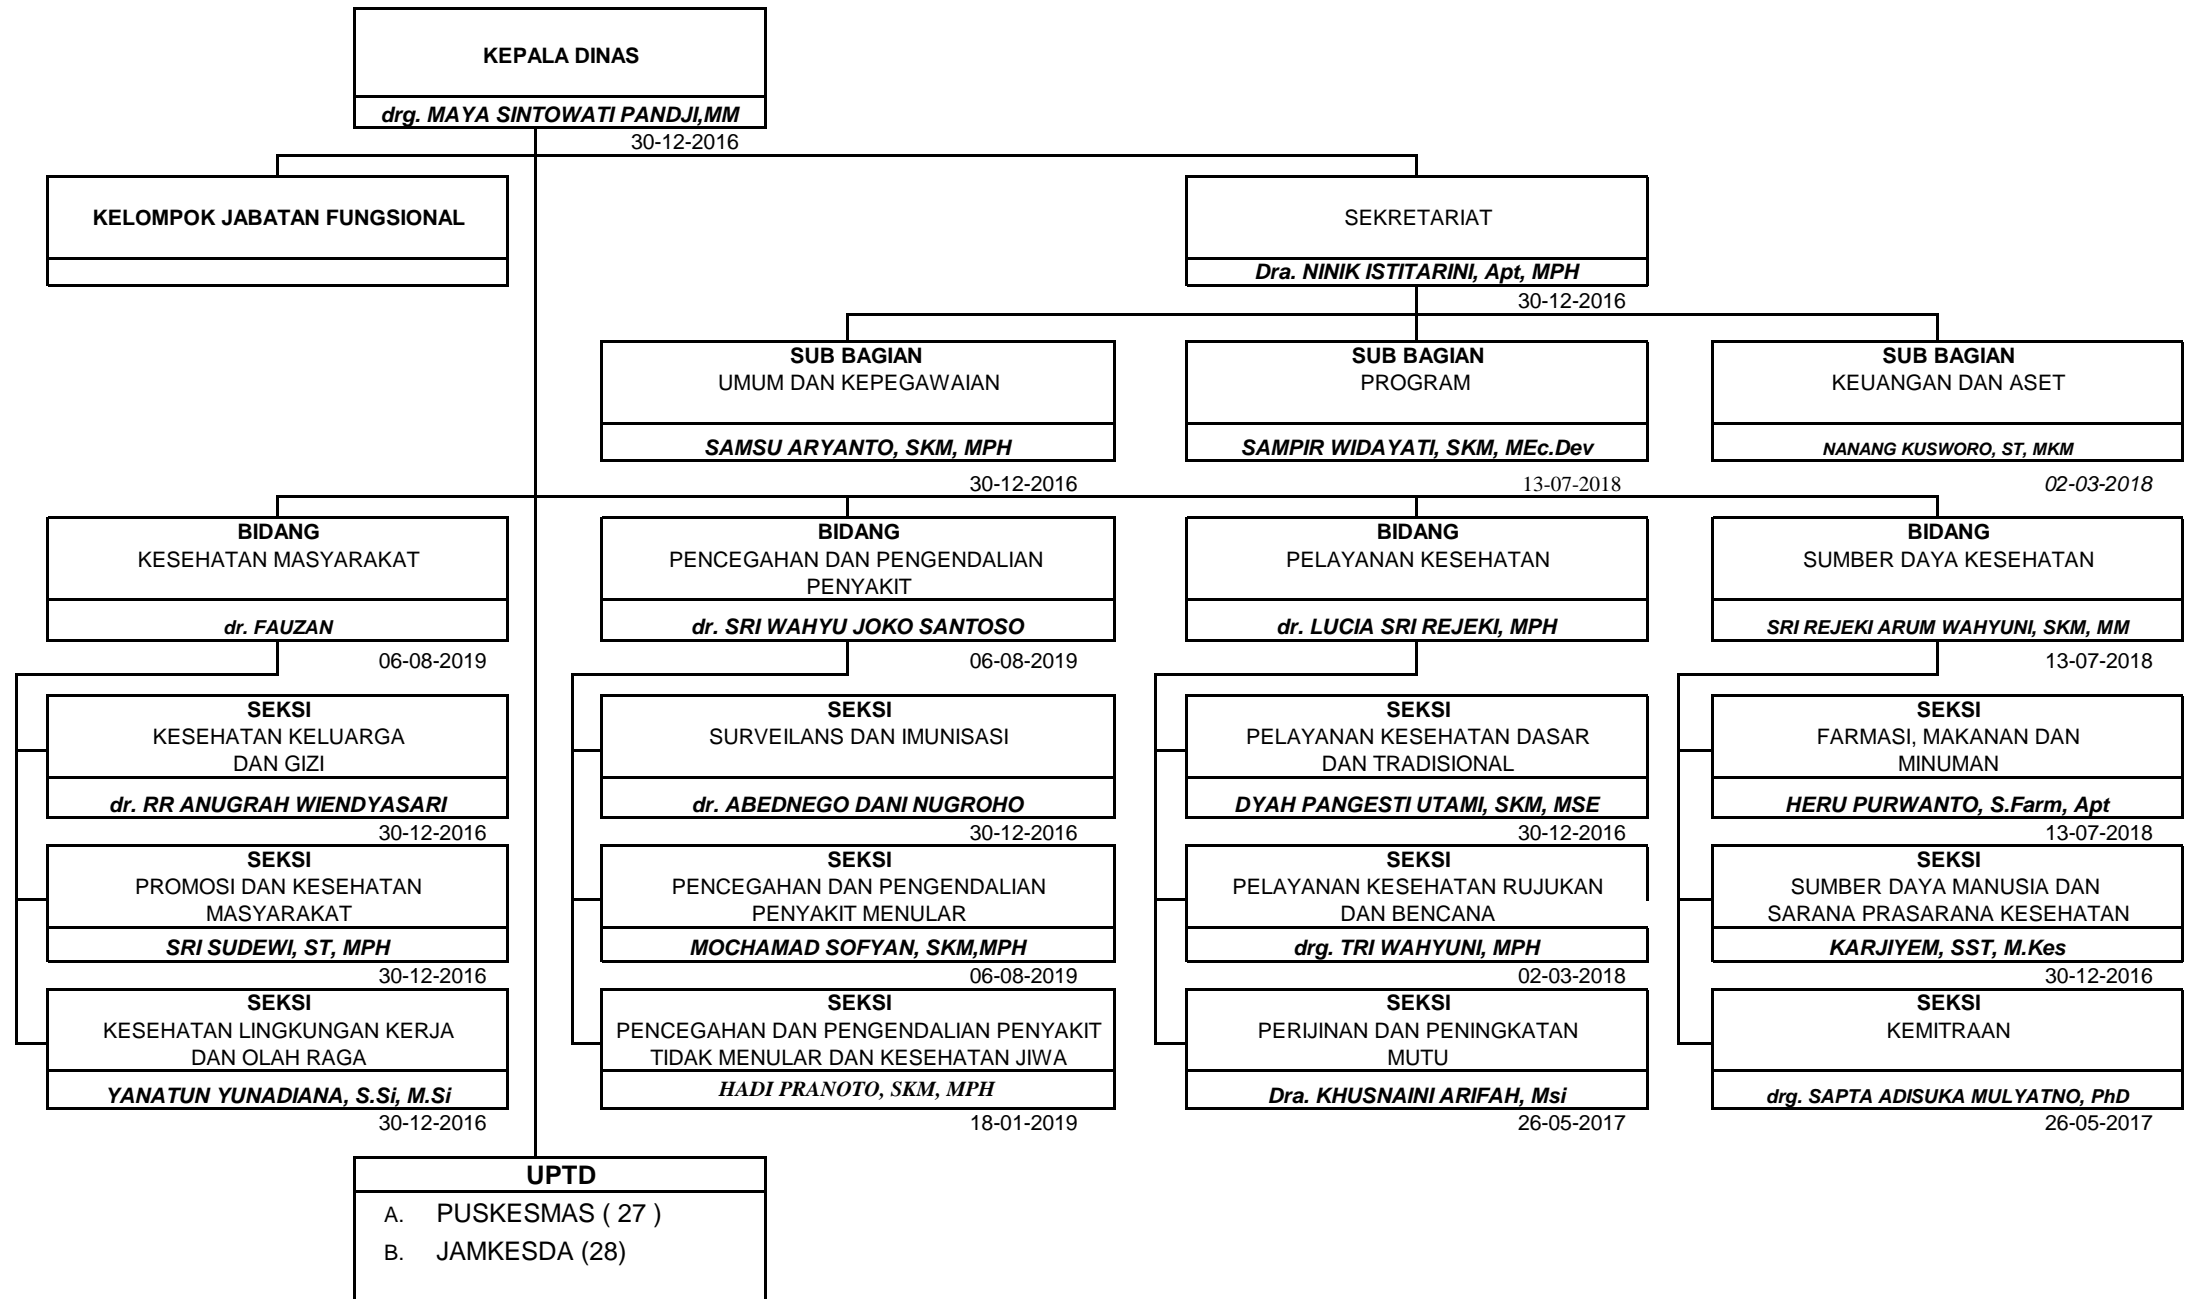 KEPALA DINAS
drg. MAYA SINTOWATI PANDJI,MM
30-12-2016
KELOMPOK JABATAN FUNGSIONAL
SEKRETARIAT
Dra. NINIK ISTITARINI, Apt, MPH
30-12-2016
SUB BAGIAN
UMUM DAN KEPEGAWAIAN
SAMSU ARYANTO, SKM, MPH
30-12-2016
SUB BAGIAN
PROGRAM
SAMPIR WIDAYATI, SKM, MEc.Dev
13-07-2018
SUB BAGIAN
KEUANGAN DAN ASET
NANANG KUSWORO, ST, MKM
02-03-2018
BIDANG
KESEHATAN MASYARAKAT
dr. FAUZAN
06-08-2019
BIDANG
PENCEGAHAN DAN PENGENDALIAN
PENYAKIT
dr. SRI WAHYU JOKO SANTOSO
06-08-2019
BIDANG
PELAYANAN KESEHATAN
dr. LUCIA SRI REJEKI, MPH
BIDANG
SUMBER DAYA KESEHATAN
SRI REJEKI ARUM WAHYUNI, SKM, MM
13-07-2018
SEKSI
KESEHATAN KELUARGA
DAN GIZI
dr. RR ANUGRAH WIENDYASARI
30-12-2016
SEKSI
SURVEILANS DAN IMUNISASI
dr. ABEDNEGO DANI NUGROHO
30-12-2016
SEKSI
PELAYANAN KESEHATAN DASAR
DAN TRADISIONAL
DYAH PANGESTI UTAMI, SKM, MSE
30-12-2016
SEKSI
FARMASI, MAKANAN DAN
MINUMAN
HERU PURWANTO, S.Farm, Apt
13-07-2018
SEKSI
PROMOSI DAN KESEHATAN
MASYARAKAT
SRI SUDEWI, ST, MPH
30-12-2016
SEKSI
PENCEGAHAN DAN PENGENDALIAN
PENYAKIT MENULAR
MOCHAMAD SOFYAN, SKM,MPH
06-08-2019
SEKSI
PELAYANAN KESEHATAN RUJUKAN
DAN BENCANA
drg. TRI WAHYUNI, MPH
02-03-2018
SEKSI
SUMBER DAYA MANUSIA DAN
SARANA PRASARANA KESEHATAN
KARJIYEM, SST, M.Kes
30-12-2016
SEKSI
KESEHATAN LINGKUNGAN KERJA
DAN OLAH RAGA
YANATUN YUNADIANA, S.Si, M.Si
30-12-2016
SEKSI
PENCEGAHAN DAN PENGENDALIAN PENYAKIT
TIDAK MENULAR DAN KESEHATAN JIWA
HADI PRANOTO, SKM, MPH
18-01-2019
SEKSI
PERIJINAN DAN PENINGKATAN
MUTU
Dra. KHUSNAINI ARIFAH, Msi
26-05-2017
SEKSI
KEMITRAAN
drg. SAPTA ADISUKA MULYATNO, PhD
26-05-2017
UPTD
A. PUSKESMAS ( 27 )
B. JAMKESDA (28)